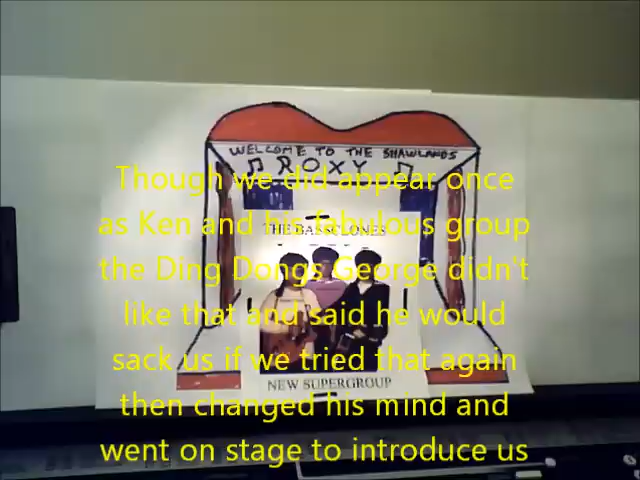 WELCOME TO THE SHAWLANDS
ROXY
Though we did appear once
as Ken and his fabulous group
the Ding Dongs George didn't
like that and said he would
sack us if we tried that again
then changed his mind and
went on stage to introduce us
THE BASSCLONES
NEW SUPERGROUP